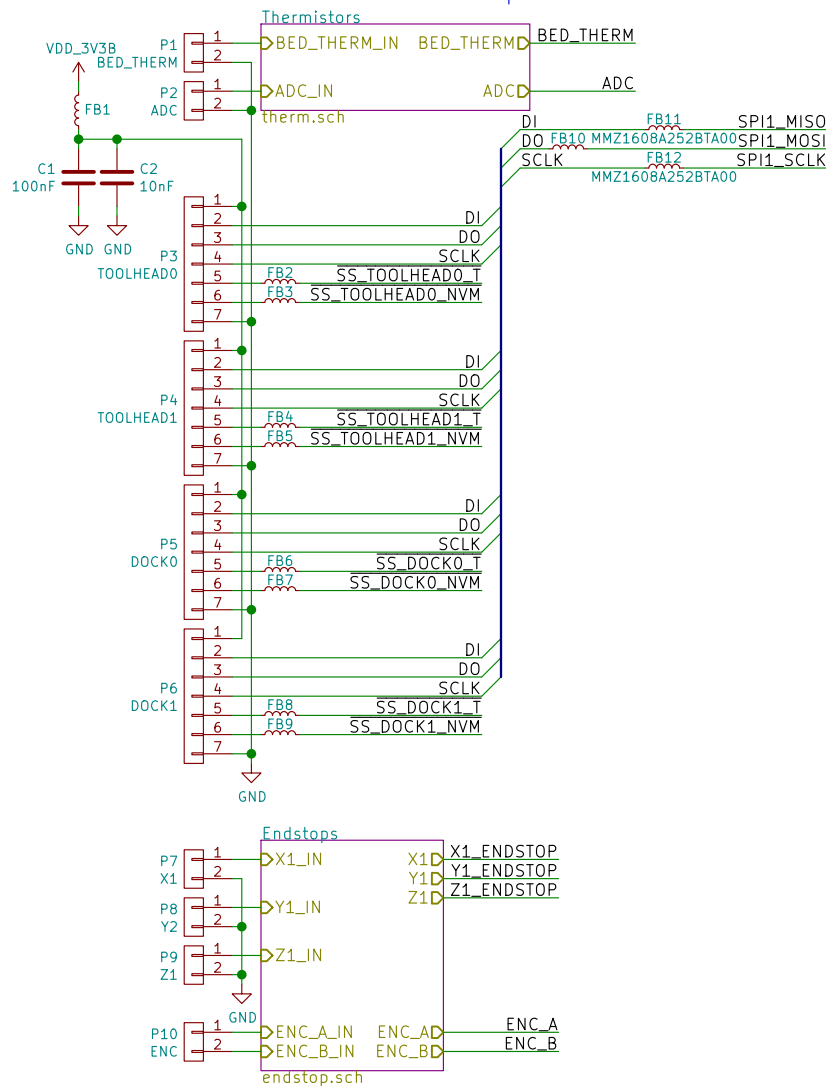 Thermistors
P1 1 BED_THERM_IN BED_THERM BED_THERM
BED_THERM 2
VDD_3V3B
P2 1 ADC_IN ADC ADC
ADC 2
therm.sch
FB1
DI FB11 SPI1_MISO
MMZ1608A252BTA00
DO FB10 SPI1_MOSI
SCLK FB12 SPI1_SCLK
MMZ1608A252BTA00
C1 100nF
C2 10nF
GND GND
P3
TOOLHEAD0
1
2 DI
3 DO
4 SCLK
5 FB2 SS_TOOLHEAD0_T
6 FB3 SS_TOOLHEAD0_NVM
7
P4
TOOLHEAD1
1
2 DI
3 DO
4 SCLK
5 FB4 SS_TOOLHEAD1_T
6 FB5 SS_TOOLHEAD1_NVM
7
P5
DOCK0
1
2 DI
3 DO
4 SCLK
5 FB6 SS_DOCK0_T
6 FB7 SS_DOCK0_NVM
7
P6
DOCK1
1
2 DI
3 DO
4 SCLK
5 FB8 SS_DOCK1_T
6 FB9 SS_DOCK1_NVM
7
GND
Endstops
P7 1 X1_IN X1 X1_ENDSTOP
X1 2 Y1 Y1_ENDSTOP
Z1 Z1_ENDSTOP
P8 1 Y1_IN
Y2 2
P9 1 Z1_IN
Z1 2
GND
P10 1 ENC_A_IN ENC_A ENC_A
ENC 2 ENC_B_IN ENC_B ENC_B
endstop.sch